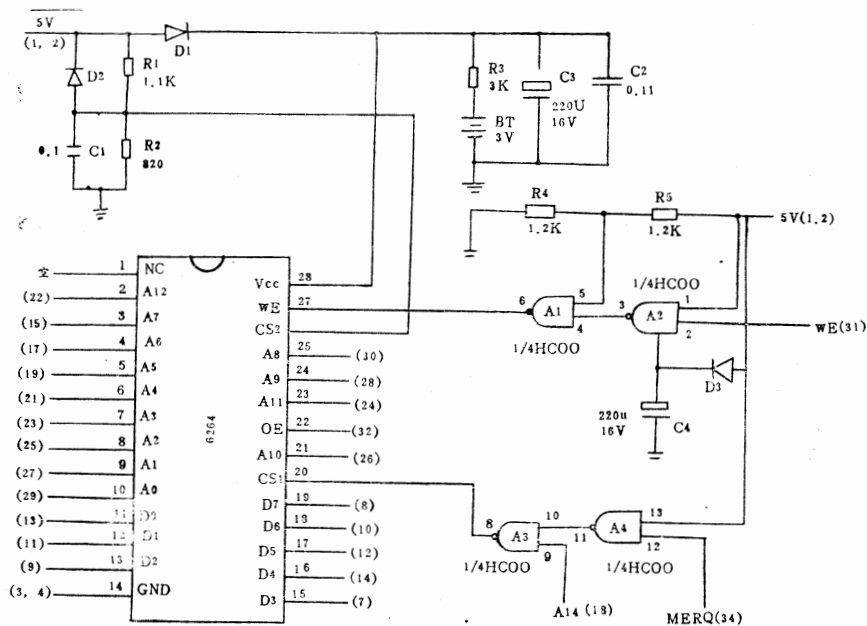 5V
(1, 2)
D1
D2
R1
1.1K
R3
3K
C3
220U
16V
C2
0.11
BT
3V
0.1
C1
R2
820
R4
1.2K
R5
1.2K
5V(1,2)
空
1
NC
(22)
2
A12
(15)
3
A7
(17)
4
A6
(19)
5
A5
(21)
6
A4
(23)
7
A3
(25)
8
A2
(27)
9
A1
(29)
10
A0
(13)
11
D0
(11)
12
D1
(9)
13
D2
(3, 4)
14
GND
6264
Vcc
28
WE
27
CS2
A8
25
(30)
A9
24
(28)
A11
23
(24)
OE
22
(32)
A10
21
(26)
CS1
20
D7
19
(8)
D6
18
(10)
D5
17
(12)
D4
16
(14)
D3
15
(7)
6
A1
5
4
1/4HC00
1/4HC00
3
A2
1
2
WE(31)
D3
220u
16V
C4
8
A3
10
9
1/4HC00
11
A4
13
12
1/4HC00
A14(18)
MERQ(34)